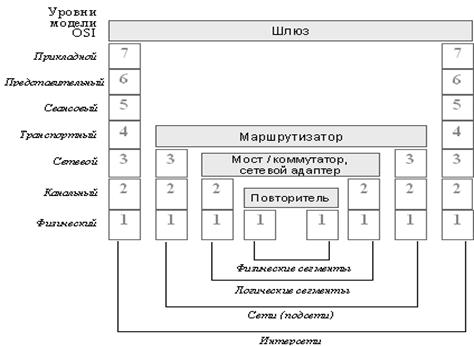 Уровни
модели
OSI
Шлюз
Прикладной 7 7
Представительный 6 6
Сеансовый 5 5
Транспортный 4 Маршрутизатор 4
Сетевой 3 3 Мост / коммутатор, 3 3
сетевой адаптер
Канальный 2 2 2 Повторитель 2 2 2
Физический 1 1 1 1 1 1 1 1
Физические сегменты
Логические сегменты
Сети (подсети)
Интерсети